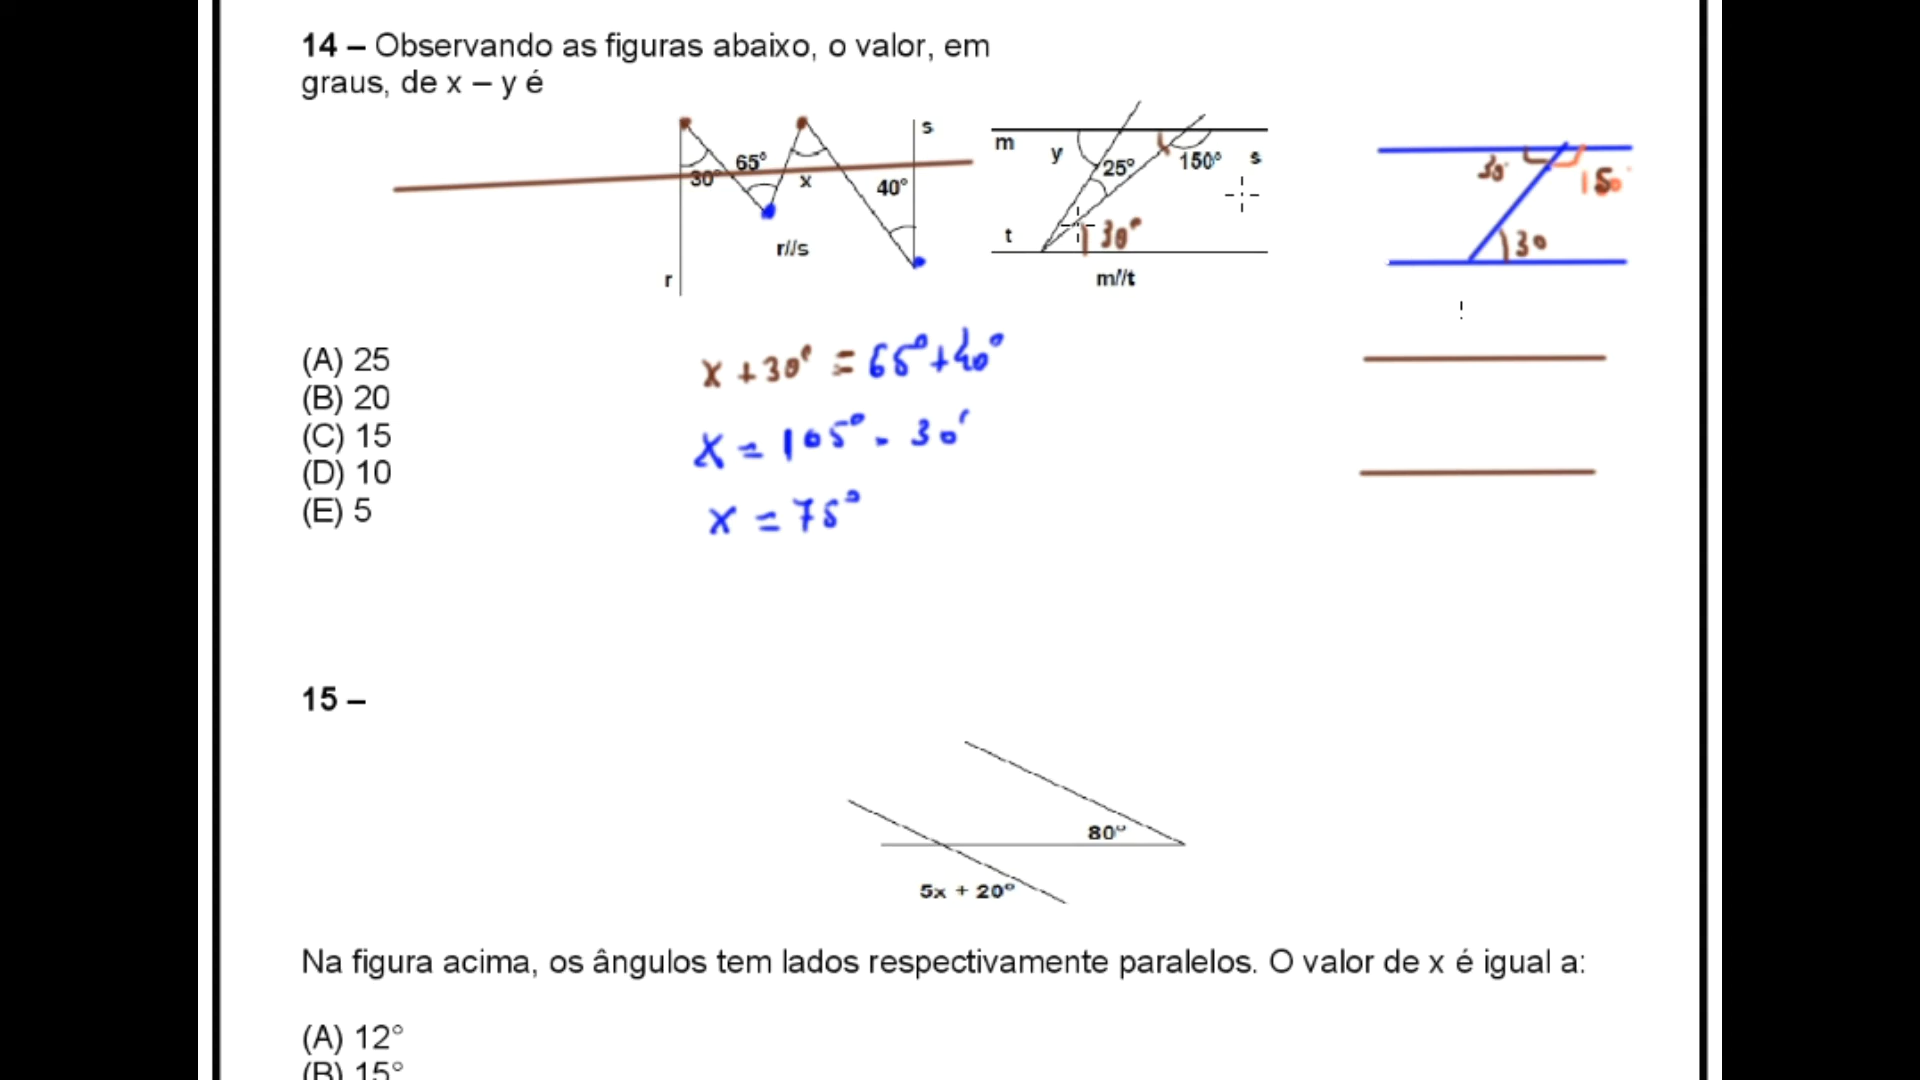 14 – Observando as figuras abaixo, o valor, em
graus, de x – y é
s
65°
30°
x
40°
r//s
r
m
y
25°
150°
s
t
30°
m//t
30°
150
30
(A) 25
(B) 20
(C) 15
(D) 10
(E) 5
x + 30° = 65° + 40°
x = 105° - 30°
x = 75°
15 –
80°
5x + 20°
Na figura acima, os ângulos tem lados respectivamente paralelos. O valor de x é igual a:
(A) 12°
(B) 15°